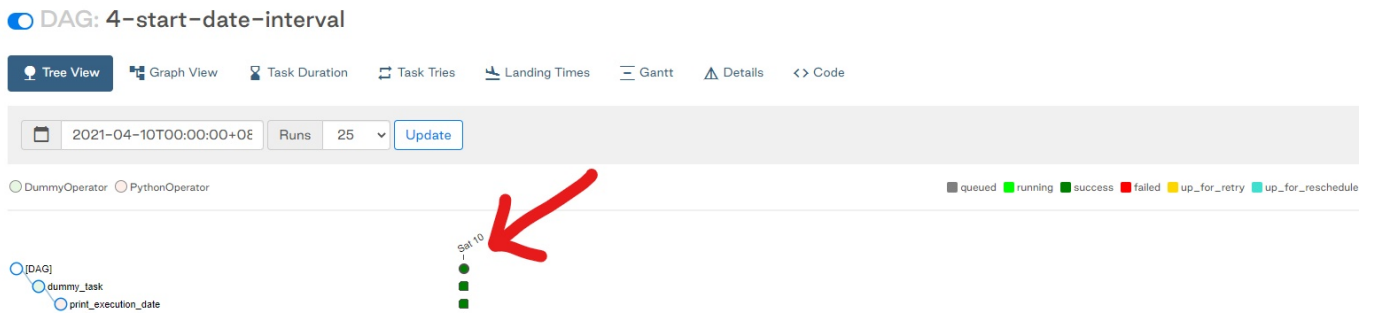 DAG: 4-start-date-interval
Tree View Graph View Task Duration Task Tries Landing Times Gantt Details <> Code
2021-04-10T00:00:00+08 Runs 25 Update
DummyOperator PythonOperator queued running success failed up_for_retry up_for_reschedule
Sat 10
[DAG]
dummy_task
print_execution_date